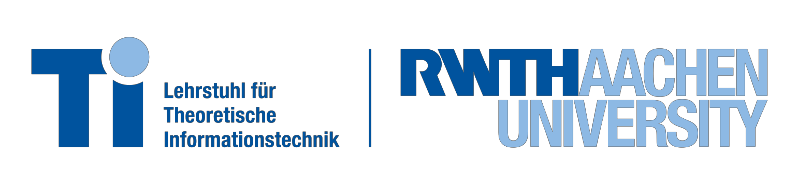 Ti
Lehrstuhl für
Theoretische
Informationstechnik
RWTHAACHEN
UNIVERSITY